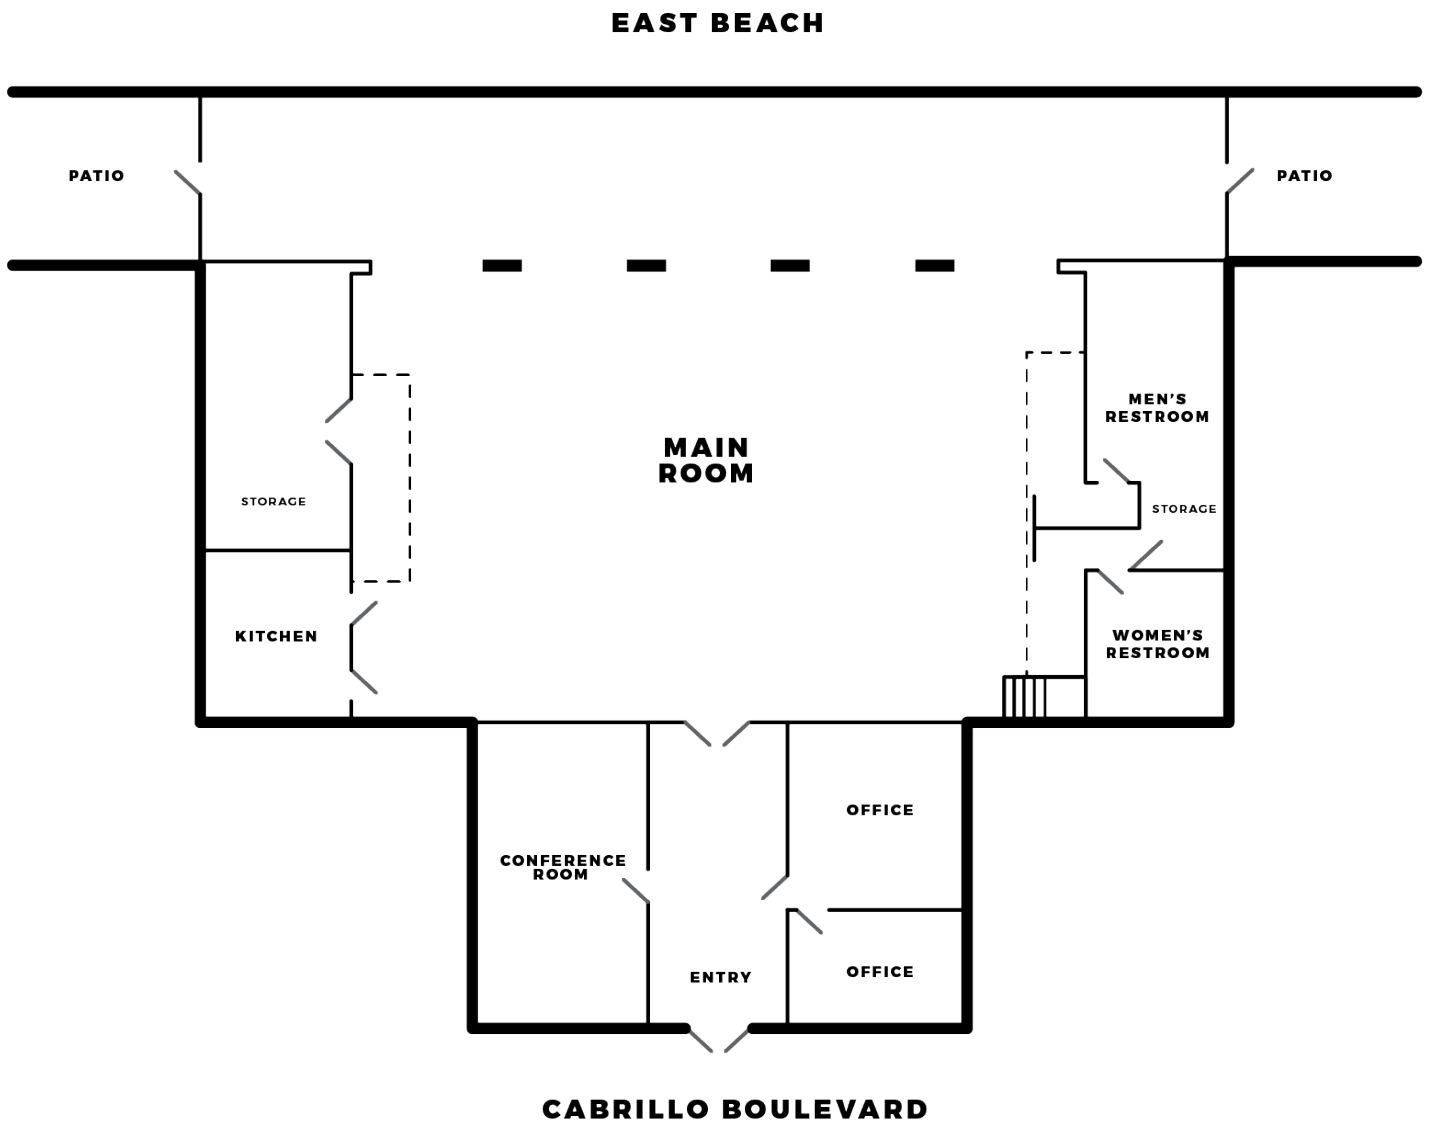 EAST BEACH
PATIO
PATIO
MEN'S
RESTROOM
MAIN
ROOM
STORAGE
STORAGE
KITCHEN
WOMEN'S
RESTROOM
OFFICE
CONFERENCE
ROOM
OFFICE
ENTRY
CABRILLO BOULEVARD